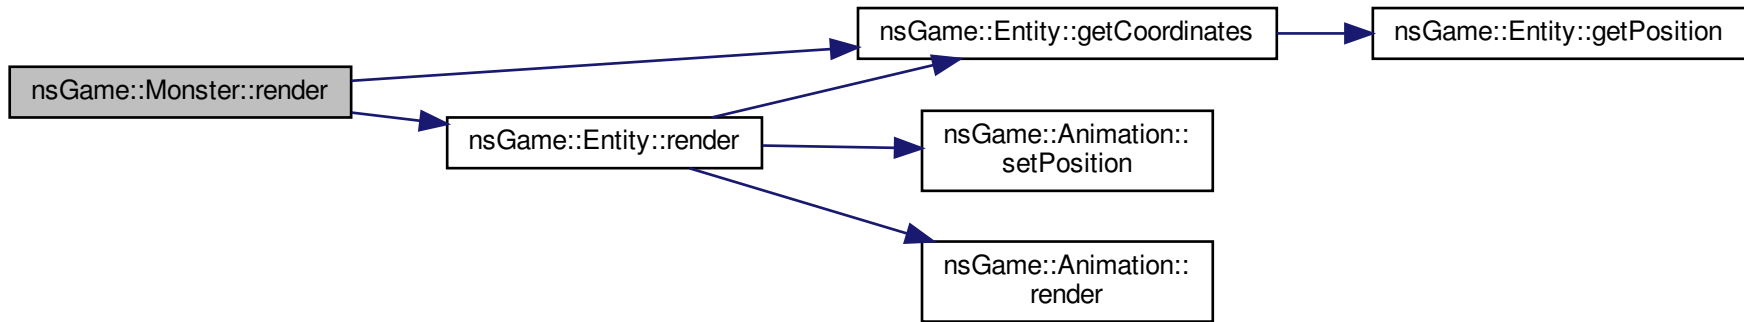 nsGame::Monster::render
nsGame::Entity::getCoordinates
nsGame::Entity::getPosition
nsGame::Entity::render
nsGame::Animation::
setPosition
nsGame::Animation::
render